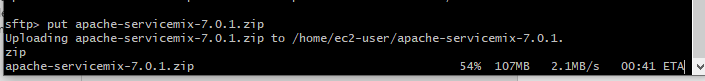 sftp> put apache-servicemix-7.0.1.zip
Uploading apache-servicemix-7.0.1.zip to /home/ec2-user/apache-servicemix-7.0.1.
zip
apache-servicemix-7.0.1.zip 54% 107MB 2.1MB/s 00:41 ETA